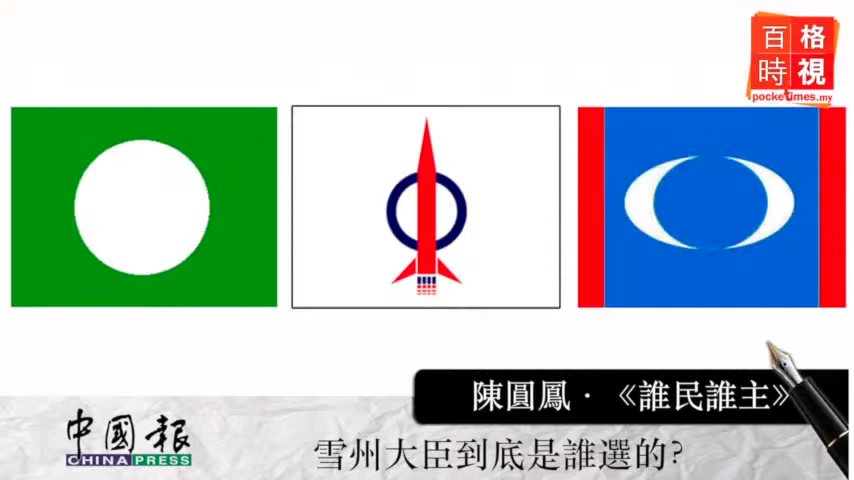 百格
時視
pocketimes.my
陳圓鳳．《誰民誰主》
中國報
CHINA PRESS
雪州大臣到底是誰選的?